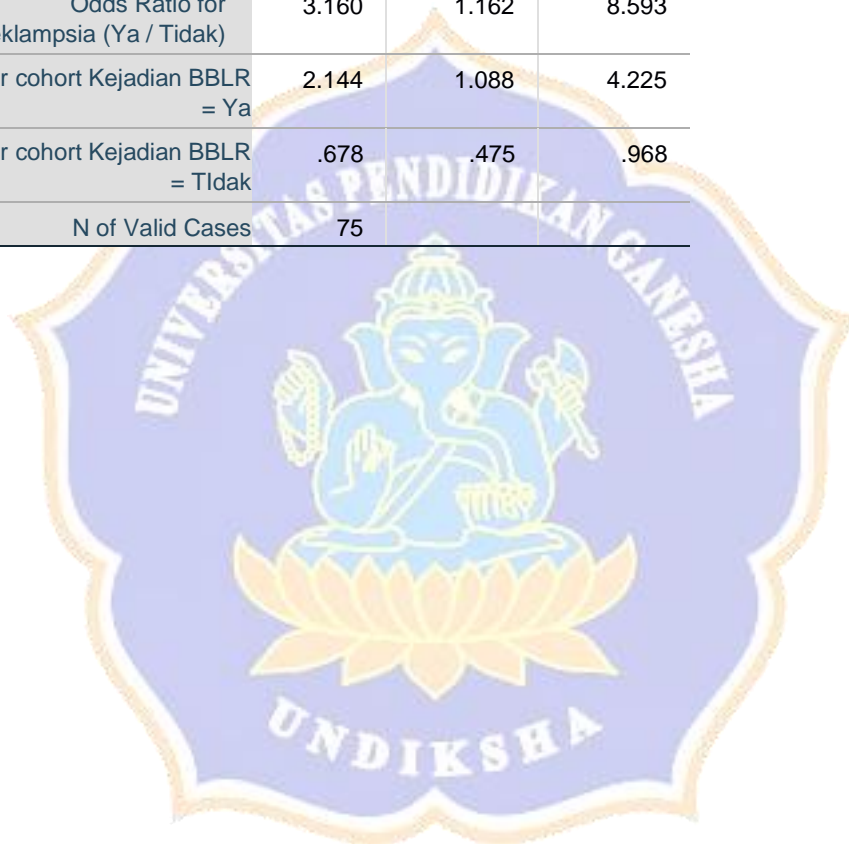 Odds Ratio for 3.160 1.162 8.593
klampsia (Ya / Tidak)
r cohort Kejadian BBLR 2.144 1.088 4.225
= Ya
r cohort Kejadian BBLR .678 .475 .968
= TIdak
N of Valid Cases 75
UNIVERSITAS PENDIDIKAN GANESHA
UNDIKSHA